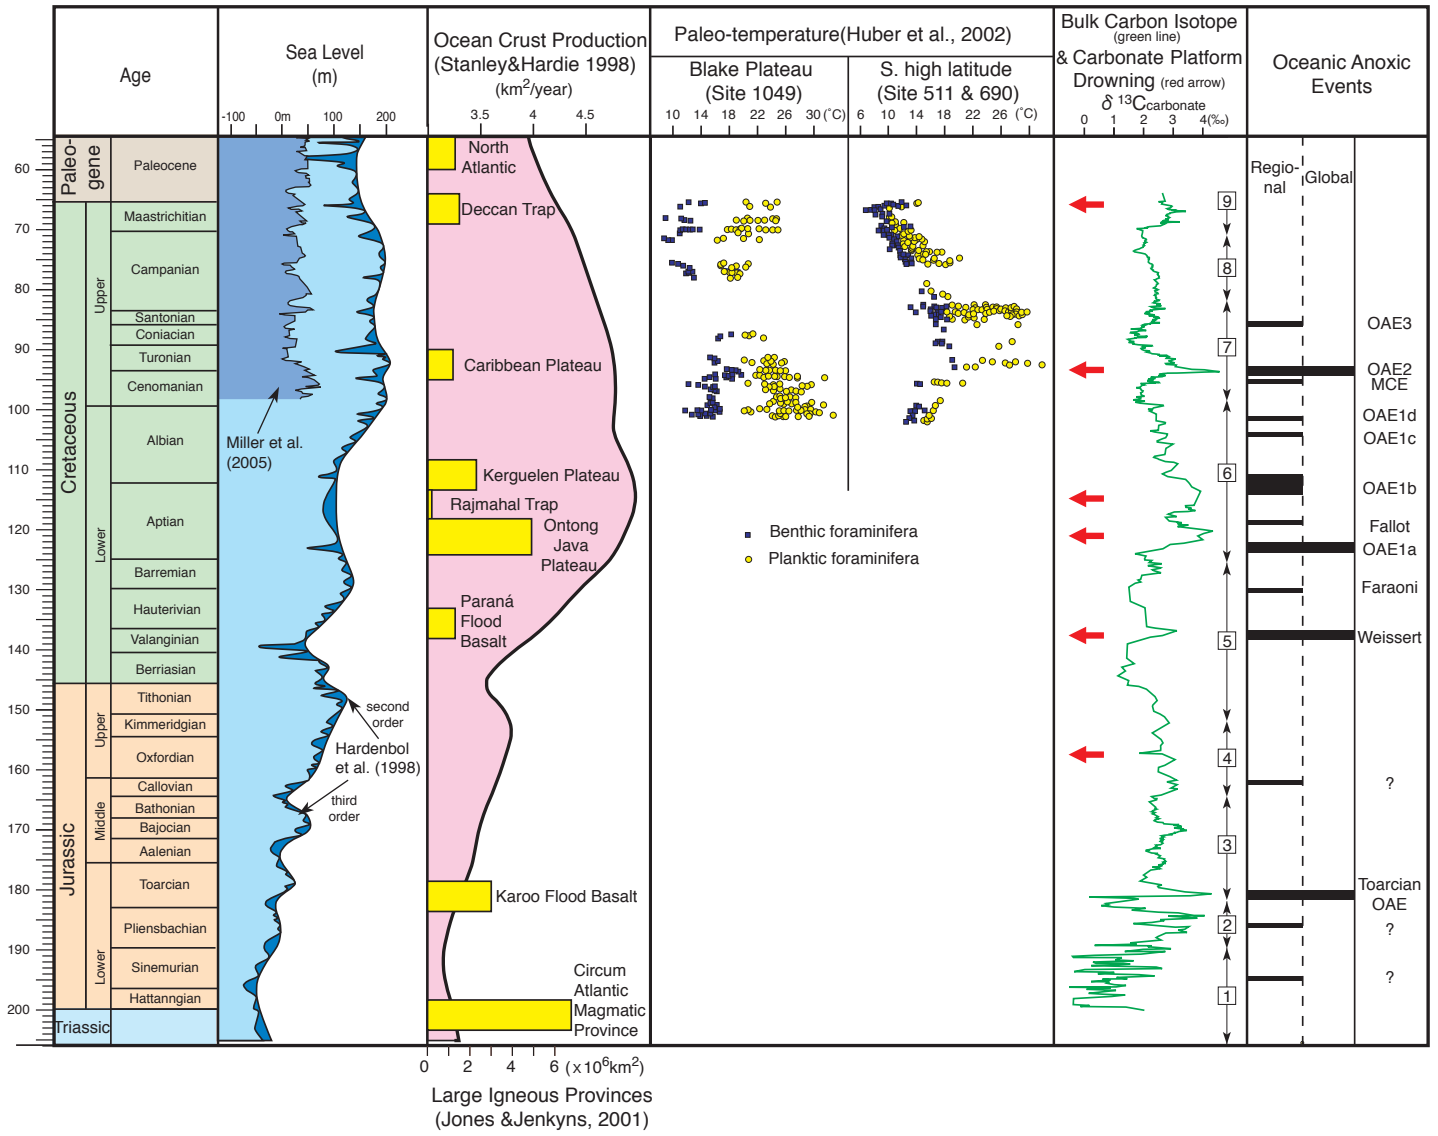 Age
Sea Level
(m)
-100 0m 100 200
Ocean Crust Production
(Stanley&Hardie 1998)
(km²/year)
3.5 4 4.5
Paleo-temperature(Huber et al., 2002)
Blake Plateau
(Site 1049)
10 14 18 22 26 30 (°C)
S. high latitude
(Site 511 & 690)
6 10 14 18 22 26 (°C)
Bulk Carbon Isotope
(green line)
& Carbonate Platform
Drowning (red arrow)
δ ¹³Ccarbonate
0 1 2 3 4(‰)
Oceanic Anoxic
Events
Regio-
nal
Global
60
70
80
90
100
110
120
130
140
150
160
170
180
190
200
Paleo-
gene
Cretaceous
Jurassic
Triassic
Upper
Lower
Upper
Middle
Lower
Paleocene
Maastrichitian
Campanian
Santonian
Coniacian
Turonian
Cenomanian
Albian
Aptian
Barremian
Hauterivian
Valanginian
Berriasian
Tithonian
Kimmeridgian
Oxfordian
Callovian
Bathonian
Bajocian
Aalenian
Toarcian
Pliensbachian
Sinemurian
Hattanngian
Miller et al.
(2005)
second
order
Hardenbol
et al. (1998)
third
order
North
Atlantic
Deccan Trap
Caribbean Plateau
Kerguelen Plateau
Rajmahal Trap
Ontong
Java
Plateau
Paraná
Flood
Basalt
Karoo Flood Basalt
Circum
Atlantic
Magmatic
Province
Benthic foraminifera
Planktic foraminifera
9
8
7
6
5
4
3
2
1
OAE3
OAE2
MCE
OAE1d
OAE1c
OAE1b
Fallot
OAE1a
Faraoni
Weissert
?
Toarcian
OAE
?
?
0 2 4 6 (x10⁶km²)
Large Igneous Provinces
(Jones &Jenkyns, 2001)